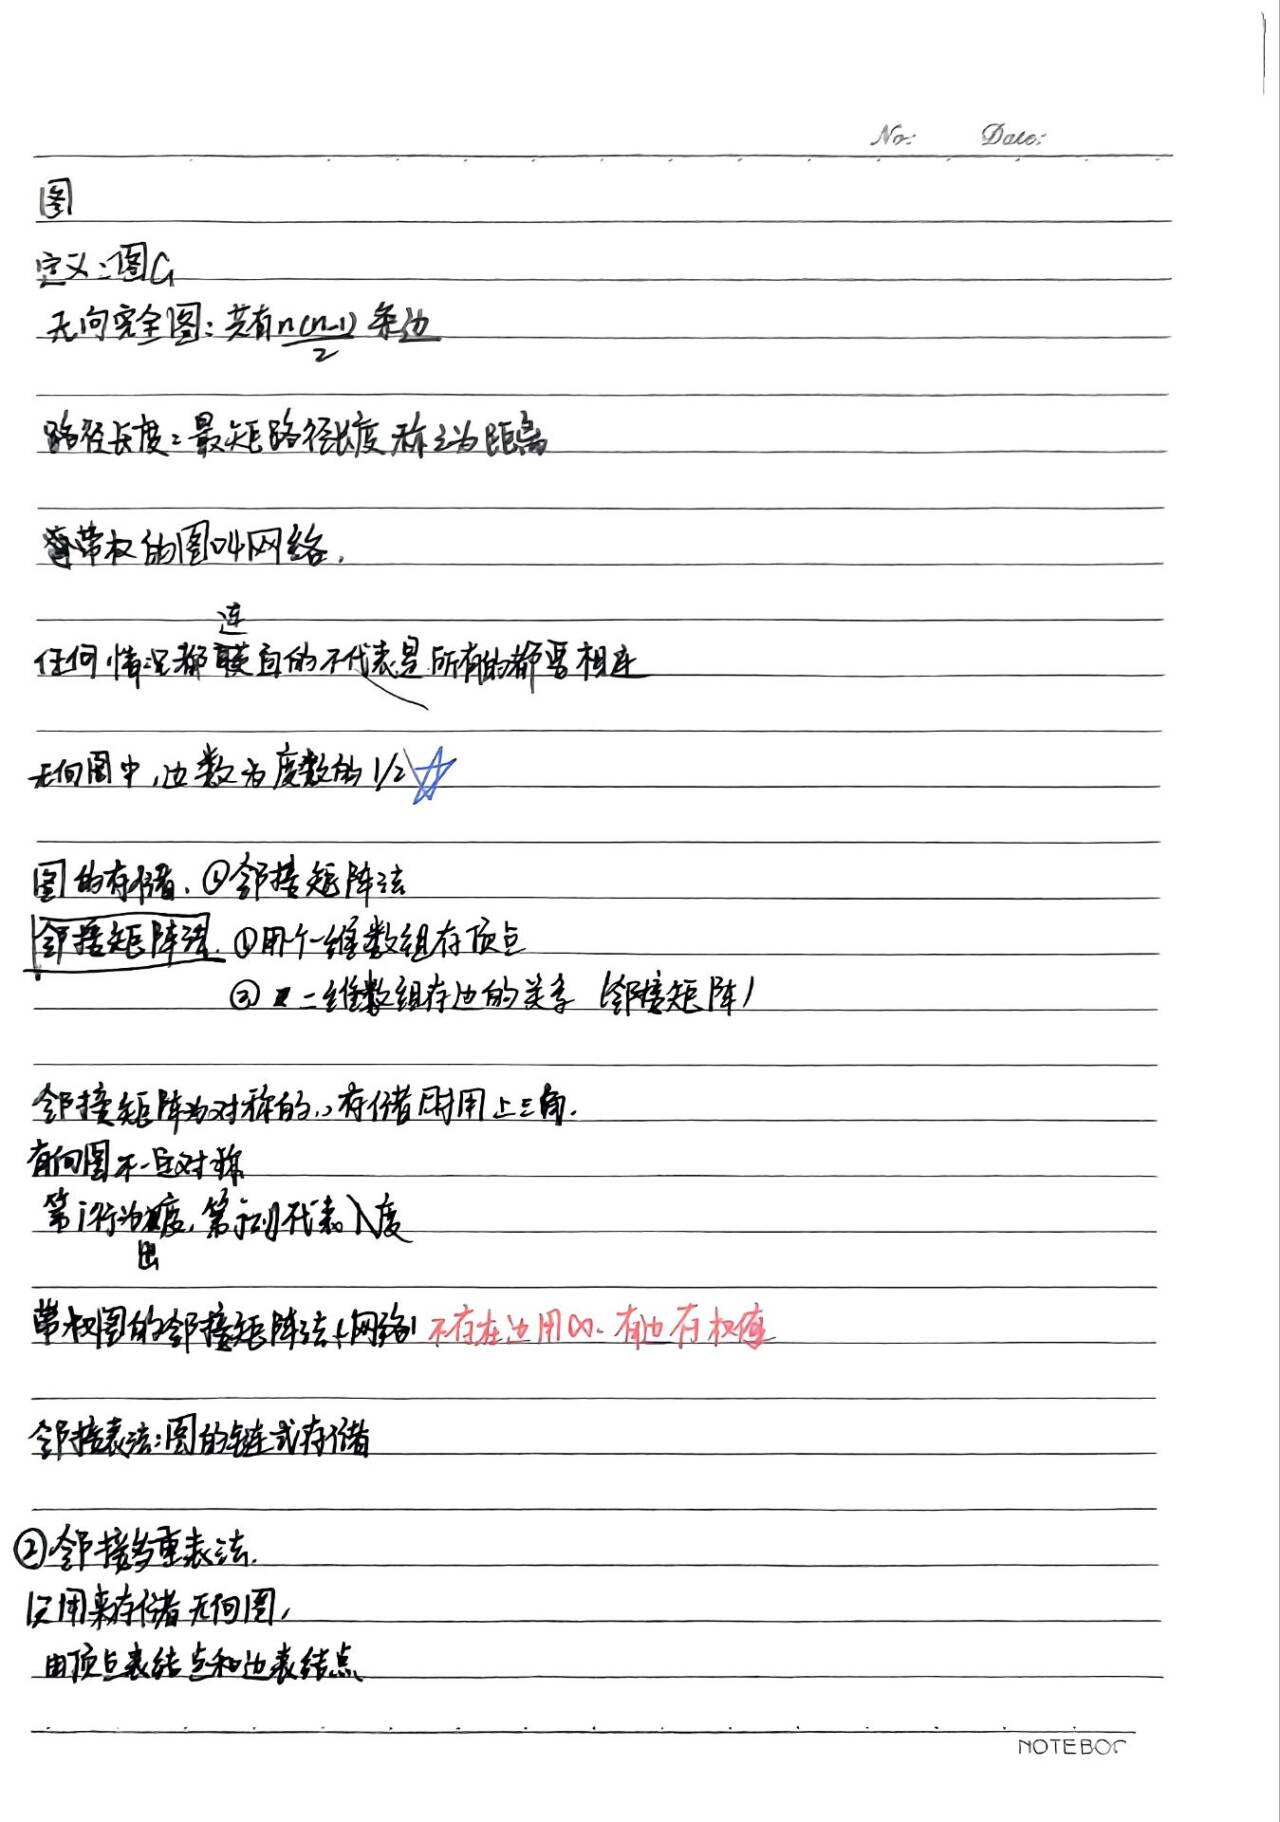 No: Date:
图
定义:图G
无向完全图:共有n(n-1)/2 条边
路径长度:最短路径长度称之为距离
带权的图叫网络.
连
任何情况都 的不代表是所有的都要相连
无向图中,边数为度数的1/2 ☆
图的存储. ①邻接矩阵法
邻接矩阵法. ①用个一维数组存顶点
② 二维数组存边的关系 (邻接矩阵)
邻接矩阵为对称的,存储时用上三角.
有向图不一定对称
第i行为 度,第i列代表入度
出
带权图的邻接矩阵法(网络) 不存在边用∞. 有边存权值
邻接表法:图的链式存储
②邻接多重表法.
只用来存储无向图,
由顶点表结点和边表结点
NOTEBO